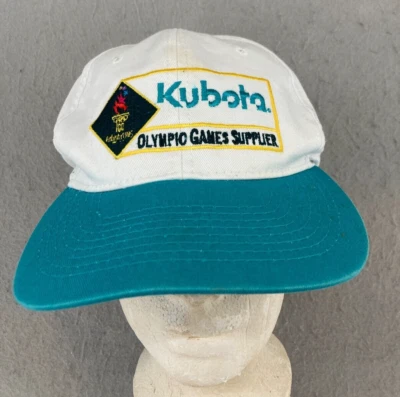 Kubota.
OLYMPIC GAMES SUPPLIER